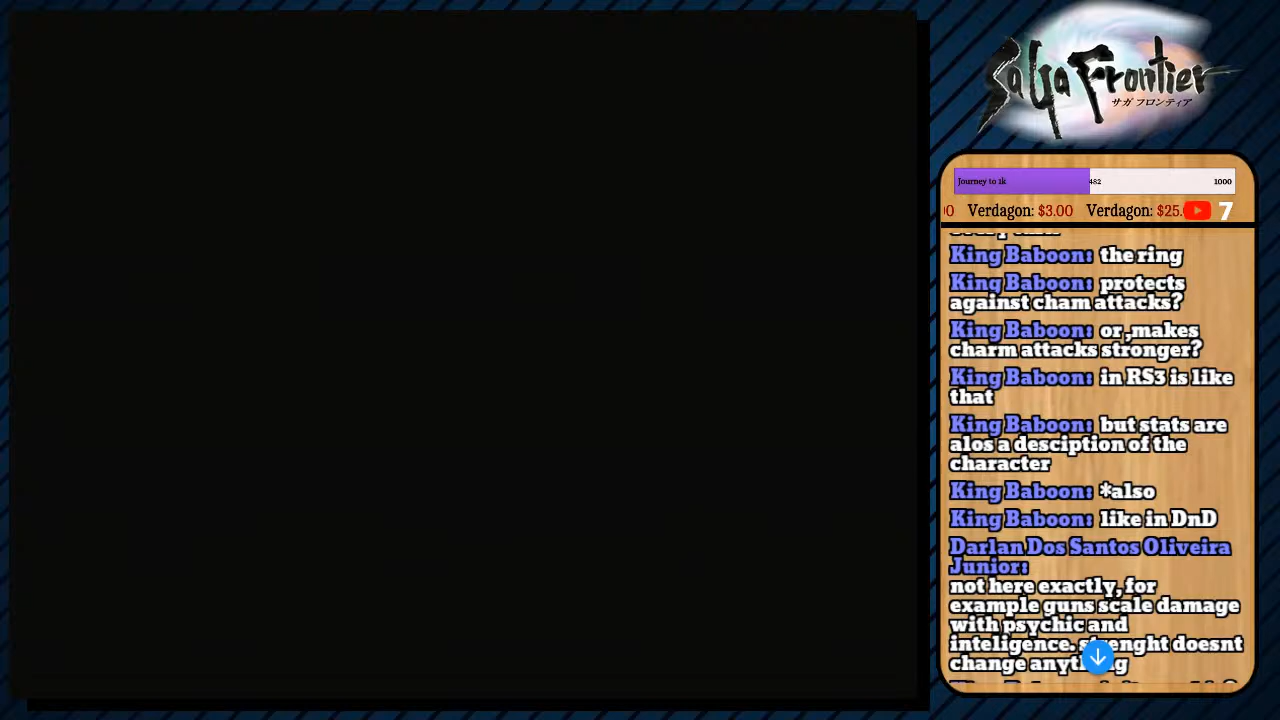 SaGa Frontier
サガ フロンティア
Journey to 1k 482 1000
Verdagon: $3.00 Verdagon: $25. 7
King Baboon: the ring
King Baboon: protects
against cham attacks?
King Baboon: or ,makes
charm attacks stronger?
King Baboon: in RS3 is like
that
King Baboon: but stats are
alos a desciption of the
character
King Baboon: *also
King Baboon: like in DnD
Darlan Dos Santos Oliveira
Junior:
not here exactly, for
example guns scale damage
with psychic and
inteligence. strenght doesnt
change anything